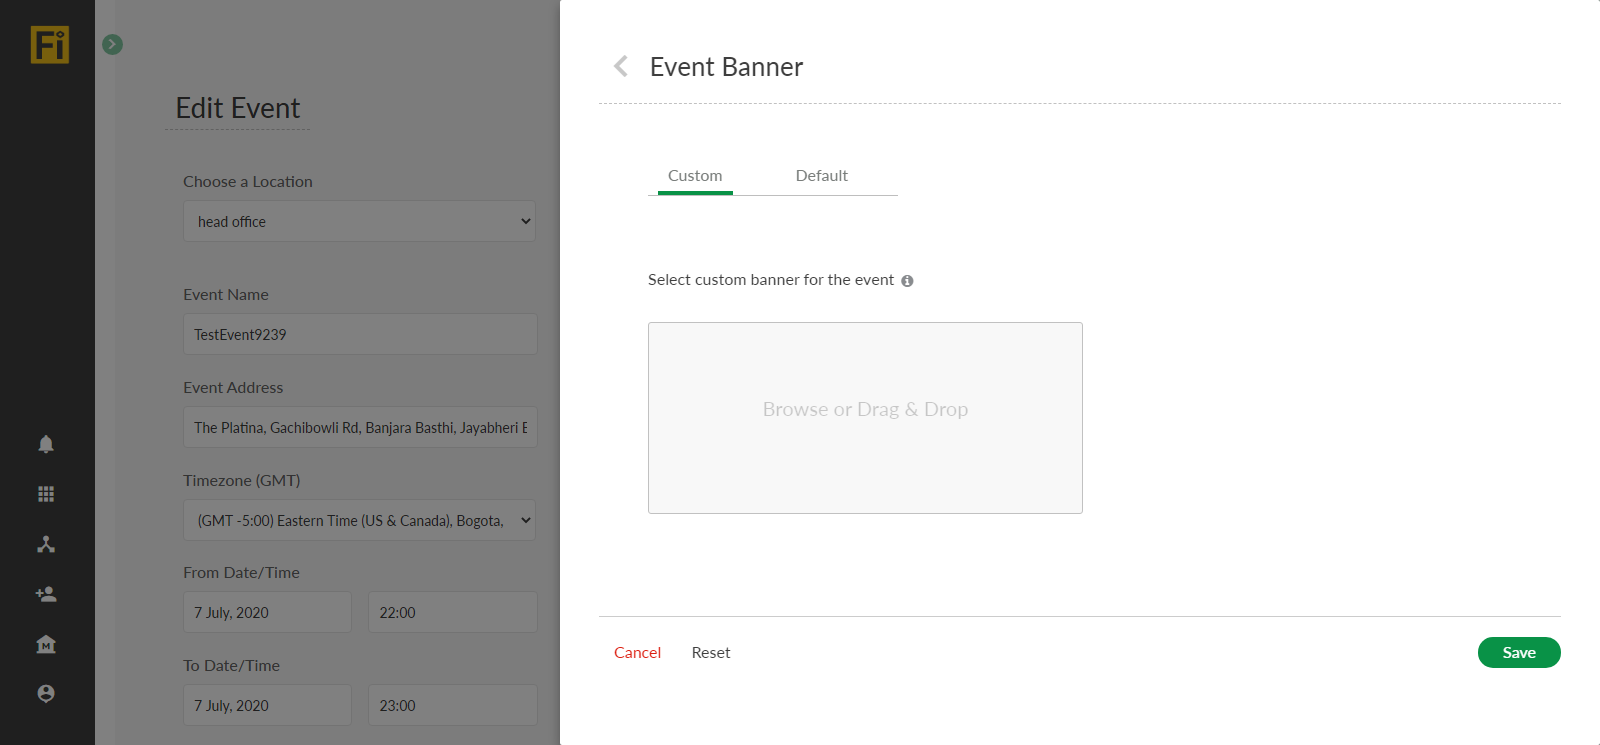 Fi
Edit Event
Choose a Location
head office
Event Name
TestEvent9239
Event Address
The Platina, Gachibowli Rd, Banjara Basthi, Jayabheri E
Timezone (GMT)
(GMT -5:00) Eastern Time (US & Canada), Bogota,
From Date/Time
7 July, 2020 22:00
To Date/Time
7 July, 2020 23:00
Event Banner
Custom Default
Select custom banner for the event
Browse or Drag & Drop
Cancel Reset Save
M